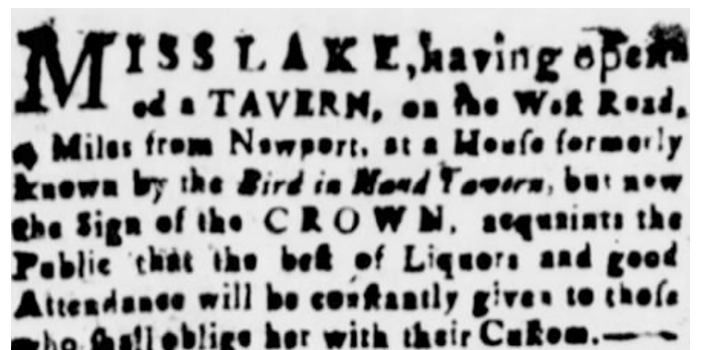 MISS LAKE, having open-
ed a TAVERN, on the Weſt Road,
Miles from Newport, at a Houſe formerly
known by the Bird in Hand Tavern, but now
the Sign of the CROWN, acquaints the
Public that the beſt of Liquors and good
Attendance will be conſtantly given to thoſe
who ſhall oblige her with their Cuſtom.——